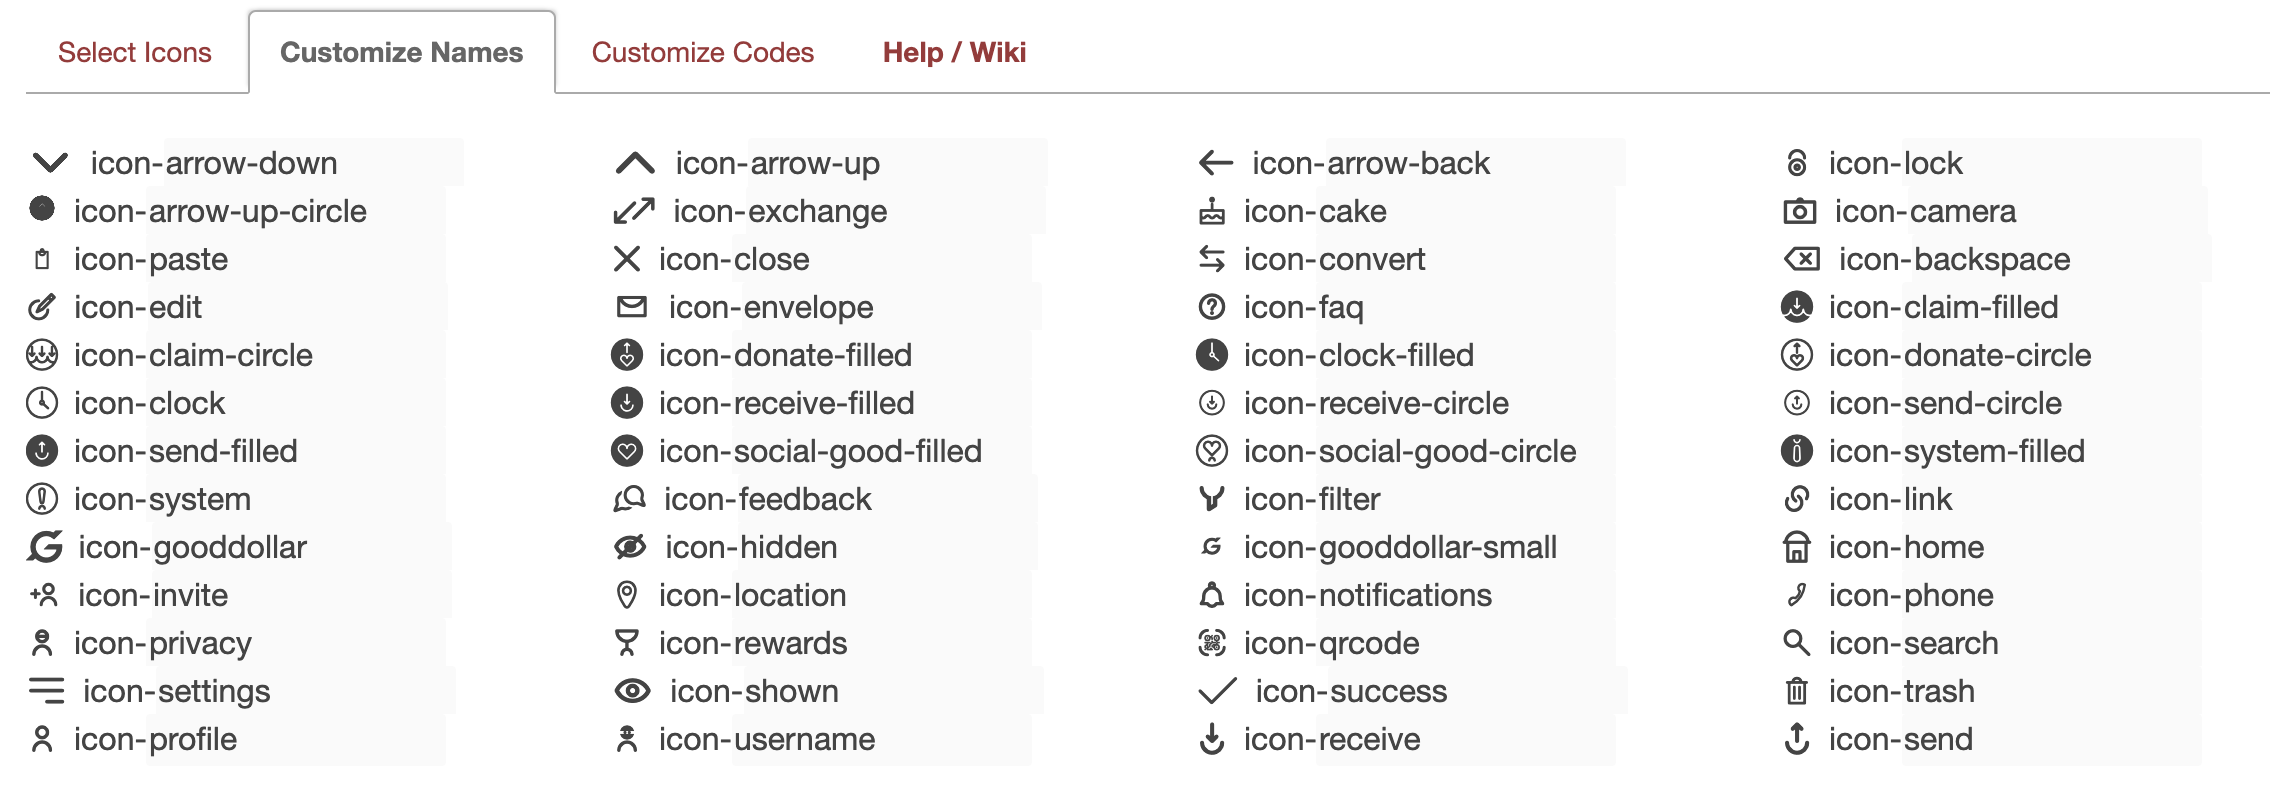 Select Icons Customize Names Customize Codes Help / Wiki
icon-arrow-down icon-arrow-up icon-arrow-back icon-lock
icon-arrow-up-circle icon-exchange icon-cake icon-camera
icon-paste icon-close icon-convert icon-backspace
icon-edit icon-envelope icon-faq icon-claim-filled
icon-claim-circle icon-donate-filled icon-clock-filled icon-donate-circle
icon-clock icon-receive-filled icon-receive-circle icon-send-circle
icon-send-filled icon-social-good-filled icon-social-good-circle icon-system-filled
icon-system icon-feedback icon-filter icon-link
icon-gooddollar icon-hidden icon-gooddollar-small icon-home
icon-invite icon-location icon-notifications icon-phone
icon-privacy icon-rewards icon-qrcode icon-search
icon-settings icon-shown icon-success icon-trash
icon-profile icon-username icon-receive icon-send